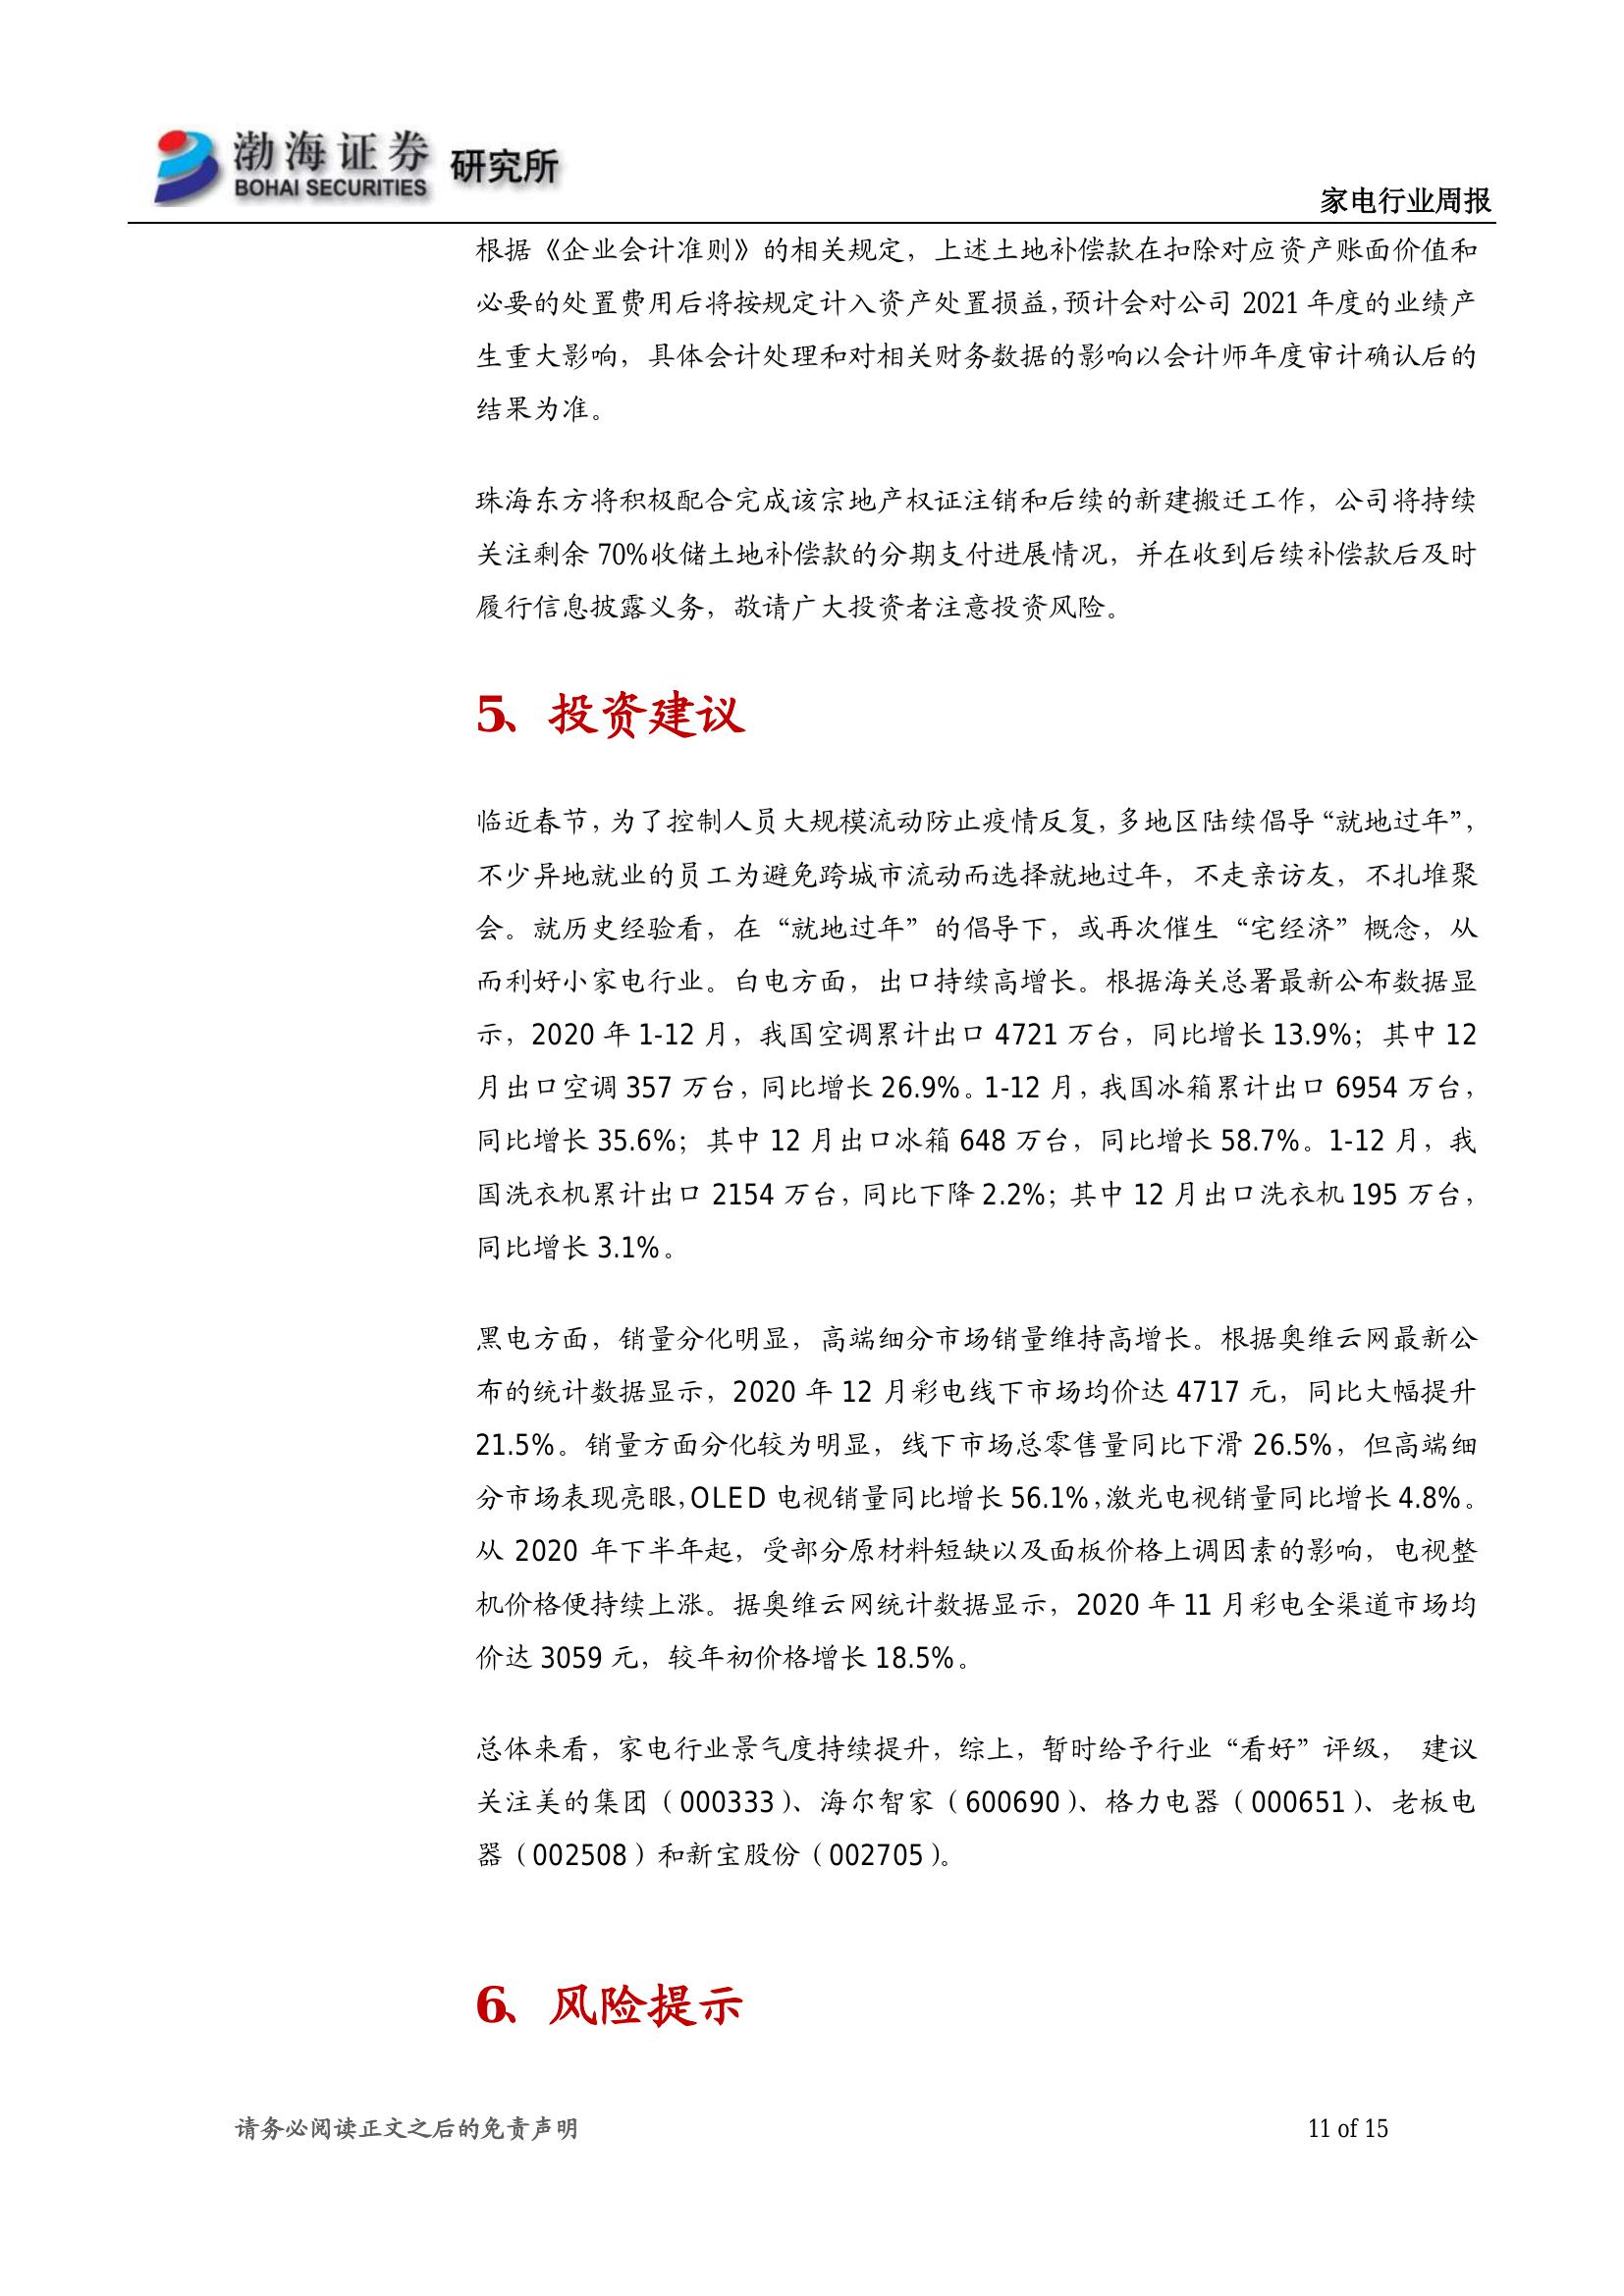 渤海证券 研究所
BOHAI SECURITIES
家电行业周报
根据《企业会计准则》的相关规定，上述土地补偿款在扣除对应资产账面价值和
必要的处置费用后将按规定计入资产处置损益，预计会对公司 2021 年度的业绩产
生重大影响，具体会计处理和对相关财务数据的影响以会计师年度审计确认后的
结果为准。
珠海东方将积极配合完成该宗地产权证注销和后续的新建搬迁工作，公司将持续
关注剩余 70%收储土地补偿款的分期支付进展情况，并在收到后续补偿款后及时
履行信息披露义务，敬请广大投资者注意投资风险。
5、投资建议
临近春节，为了控制人员大规模流动防止疫情反复，多地区陆续倡导“就地过年”，
不少异地就业的员工为避免跨城市流动而选择就地过年，不走亲访友，不扎堆聚
会。就历史经验看，在“就地过年”的倡导下，或再次催生“宅经济”概念，从
而利好小家电行业。白电方面，出口持续高增长。根据海关总署最新公布数据显
示，2020 年 1-12 月，我国空调累计出口 4721 万台，同比增长 13.9%；其中 12
月出口空调 357 万台，同比增长 26.9%。1-12 月，我国冰箱累计出口 6954 万台，
同比增长 35.6%；其中 12 月出口冰箱 648 万台，同比增长 58.7%。1-12 月，我
国洗衣机累计出口 2154 万台，同比下降 2.2%；其中 12 月出口洗衣机 195 万台，
同比增长 3.1%。
黑电方面，销量分化明显，高端细分市场销量维持高增长。根据奥维云网最新公
布的统计数据显示，2020 年 12 月彩电线下市场均价达 4717 元，同比大幅提升
21.5%。销量方面分化较为明显，线下市场总零售量同比下滑 26.5%，但高端细
分市场表现亮眼，OLED 电视销量同比增长 56.1%，激光电视销量同比增长 4.8%。
从 2020 年下半年起，受部分原材料短缺以及面板价格上调因素的影响，电视整
机价格便持续上涨。据奥维云网统计数据显示，2020 年 11 月彩电全渠道市场均
价达 3059 元，较年初价格增长 18.5%。
总体来看，家电行业景气度持续提升，综上，暂时给予行业“看好”评级， 建议
关注美的集团（000333）、海尔智家（600690）、格力电器（000651）、老板电
器（002508）和新宝股份（002705）。
6、风险提示
请务必阅读正文之后的免责声明
11 of 15